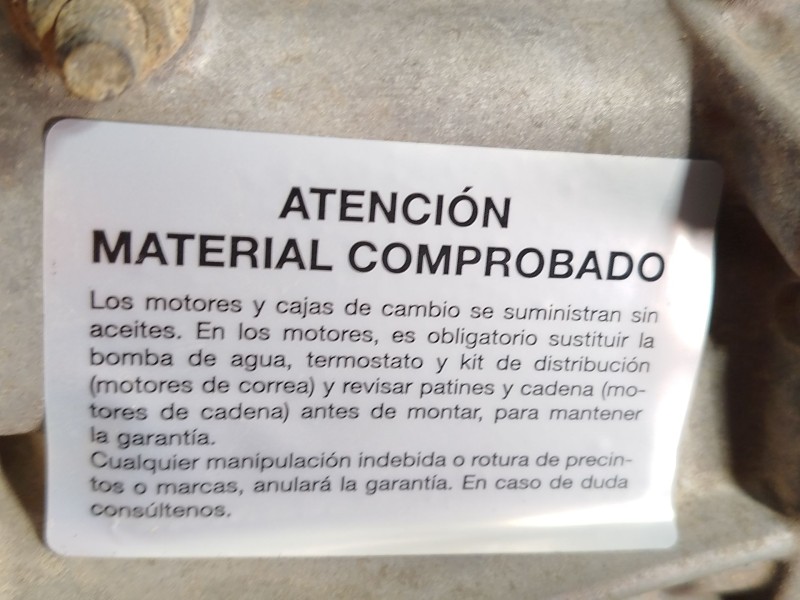 ATENCIÓN
MATERIAL COMPROBADO
Los motores y cajas de cambio se suministran sin
aceites. En los motores, es obligatorio sustituir la
bomba de agua, termostato y kit de distribución
(motores de correa) y revisar patines y cadena (mo-
tores de cadena) antes de montar, para mantener
la garantía.
Cualquier manipulación indebida o rotura de precin-
tos o marcas, anulará la garantía. En caso de duda
consúltenos.